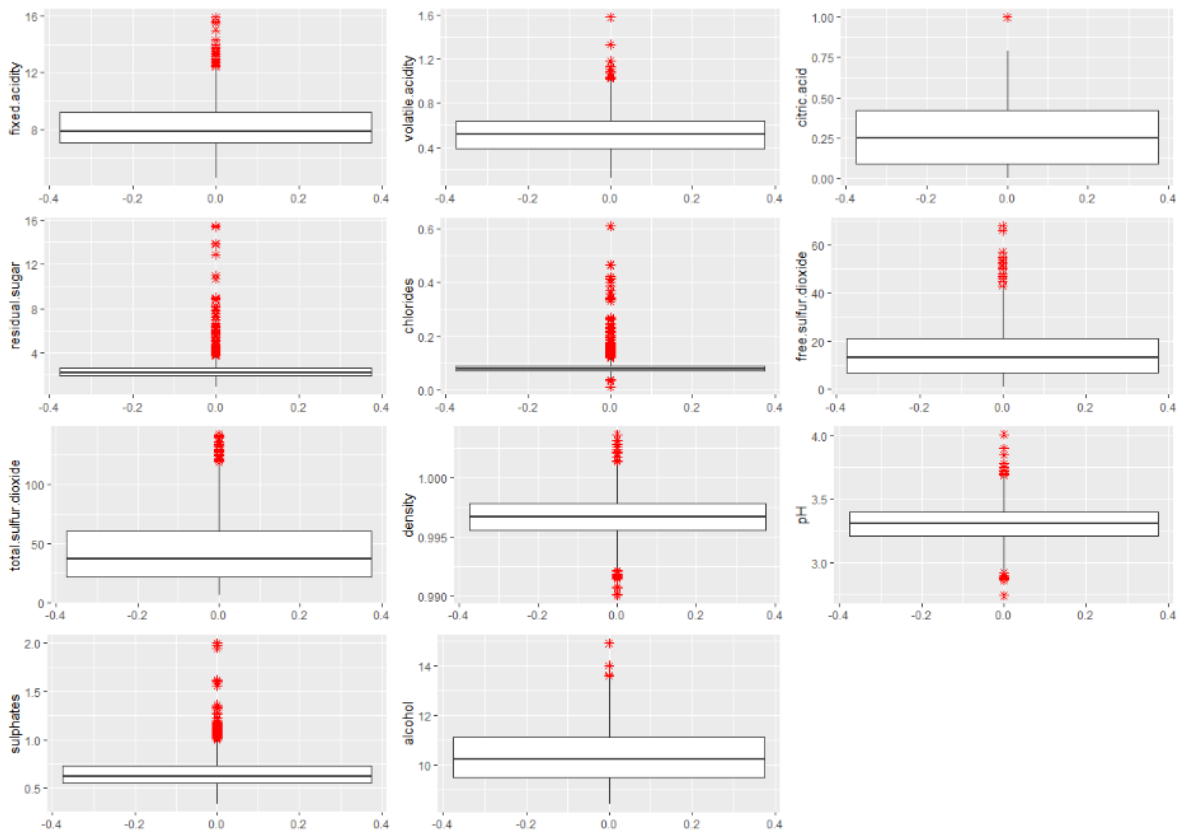 fixed.acidity
16
12
8
4
-0.4 -0.2 0.0 0.2 0.4
volatile.acidity
1.6
1.2
0.8
0.4
-0.4 -0.2 0.0 0.2 0.4
citric.acid
1.00
0.75
0.50
0.25
0.00
-0.4 -0.2 0.0 0.2 0.4
residual.sugar
16
12
8
4
-0.4 -0.2 0.0 0.2 0.4
chlorides
0.6
0.4
0.2
0.0
-0.4 -0.2 0.0 0.2 0.4
free.sulfur.dioxide
60
40
20
0
-0.4 -0.2 0.0 0.2 0.4
total.sulfur.dioxide
100
50
0
-0.4 -0.2 0.0 0.2 0.4
density
1.000
0.995
0.990
-0.4 -0.2 0.0 0.2 0.4
pH
4.0
3.5
3.0
-0.4 -0.2 0.0 0.2 0.4
sulphates
2.0
1.5
1.0
0.5
-0.4 -0.2 0.0 0.2 0.4
alcohol
14
12
10
-0.4 -0.2 0.0 0.2 0.4